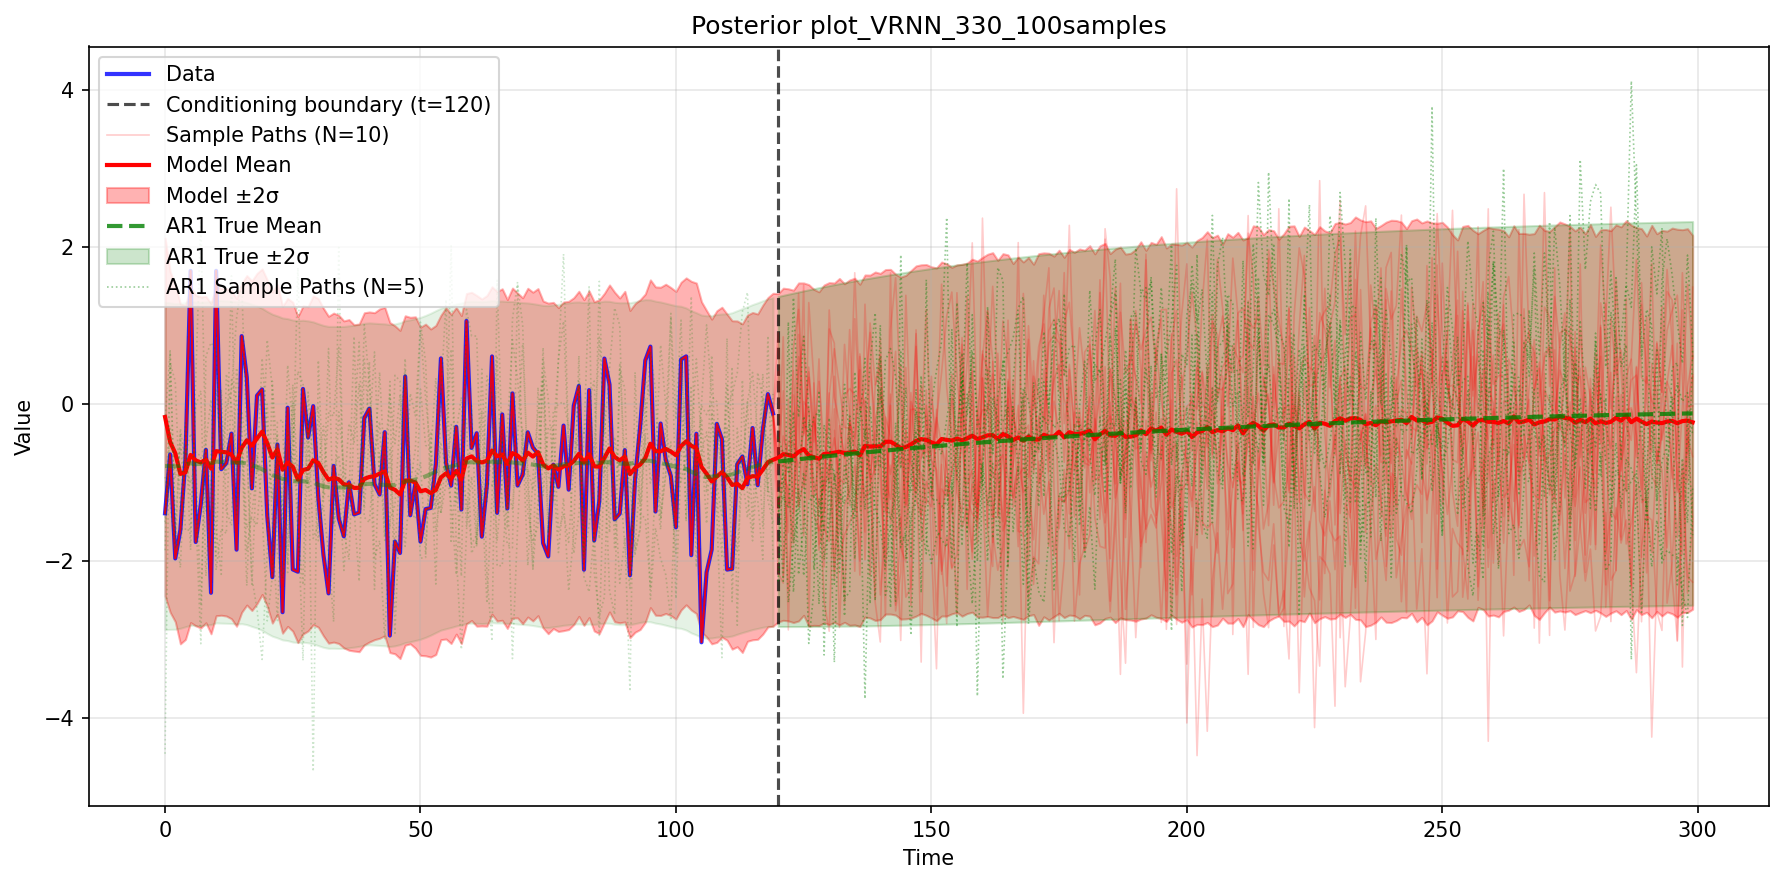 Posterior plot_VRNN_330_100samples
Data
Conditioning boundary (t=120)
Sample Paths (N=10)
Model Mean
Model ±2σ
AR1 True Mean
AR1 True ±2σ
AR1 Sample Paths (N=5)
4
2
0
−2
−4
Value
0 50 100 150 200 250 300
Time